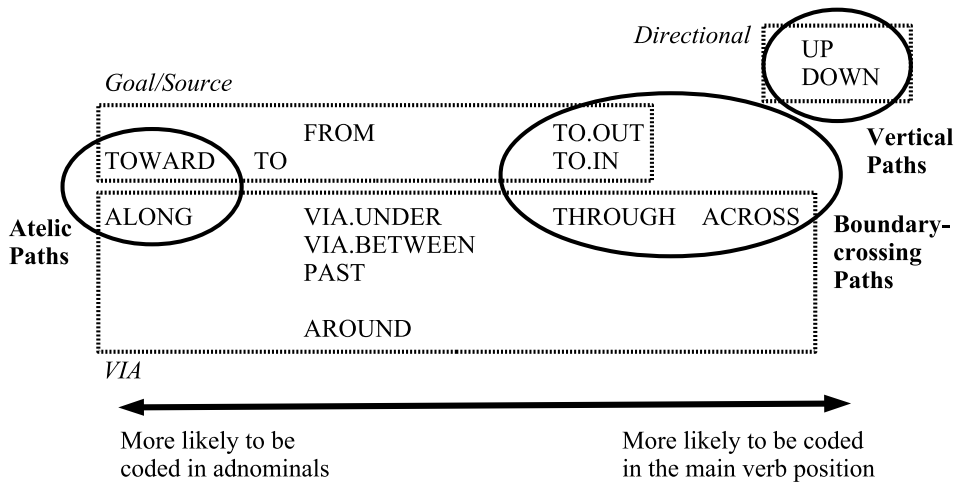 Directional
UP
DOWN
Goal/Source
FROM TO.OUT
TOWARD TO TO.IN
Vertical
Paths
Atelic
Paths
ALONG VIA.UNDER THROUGH ACROSS
VIA.BETWEEN
PAST
AROUND
Boundary-
crossing
Paths
VIA
More likely to be
coded in adnominals
More likely to be coded
in the main verb position